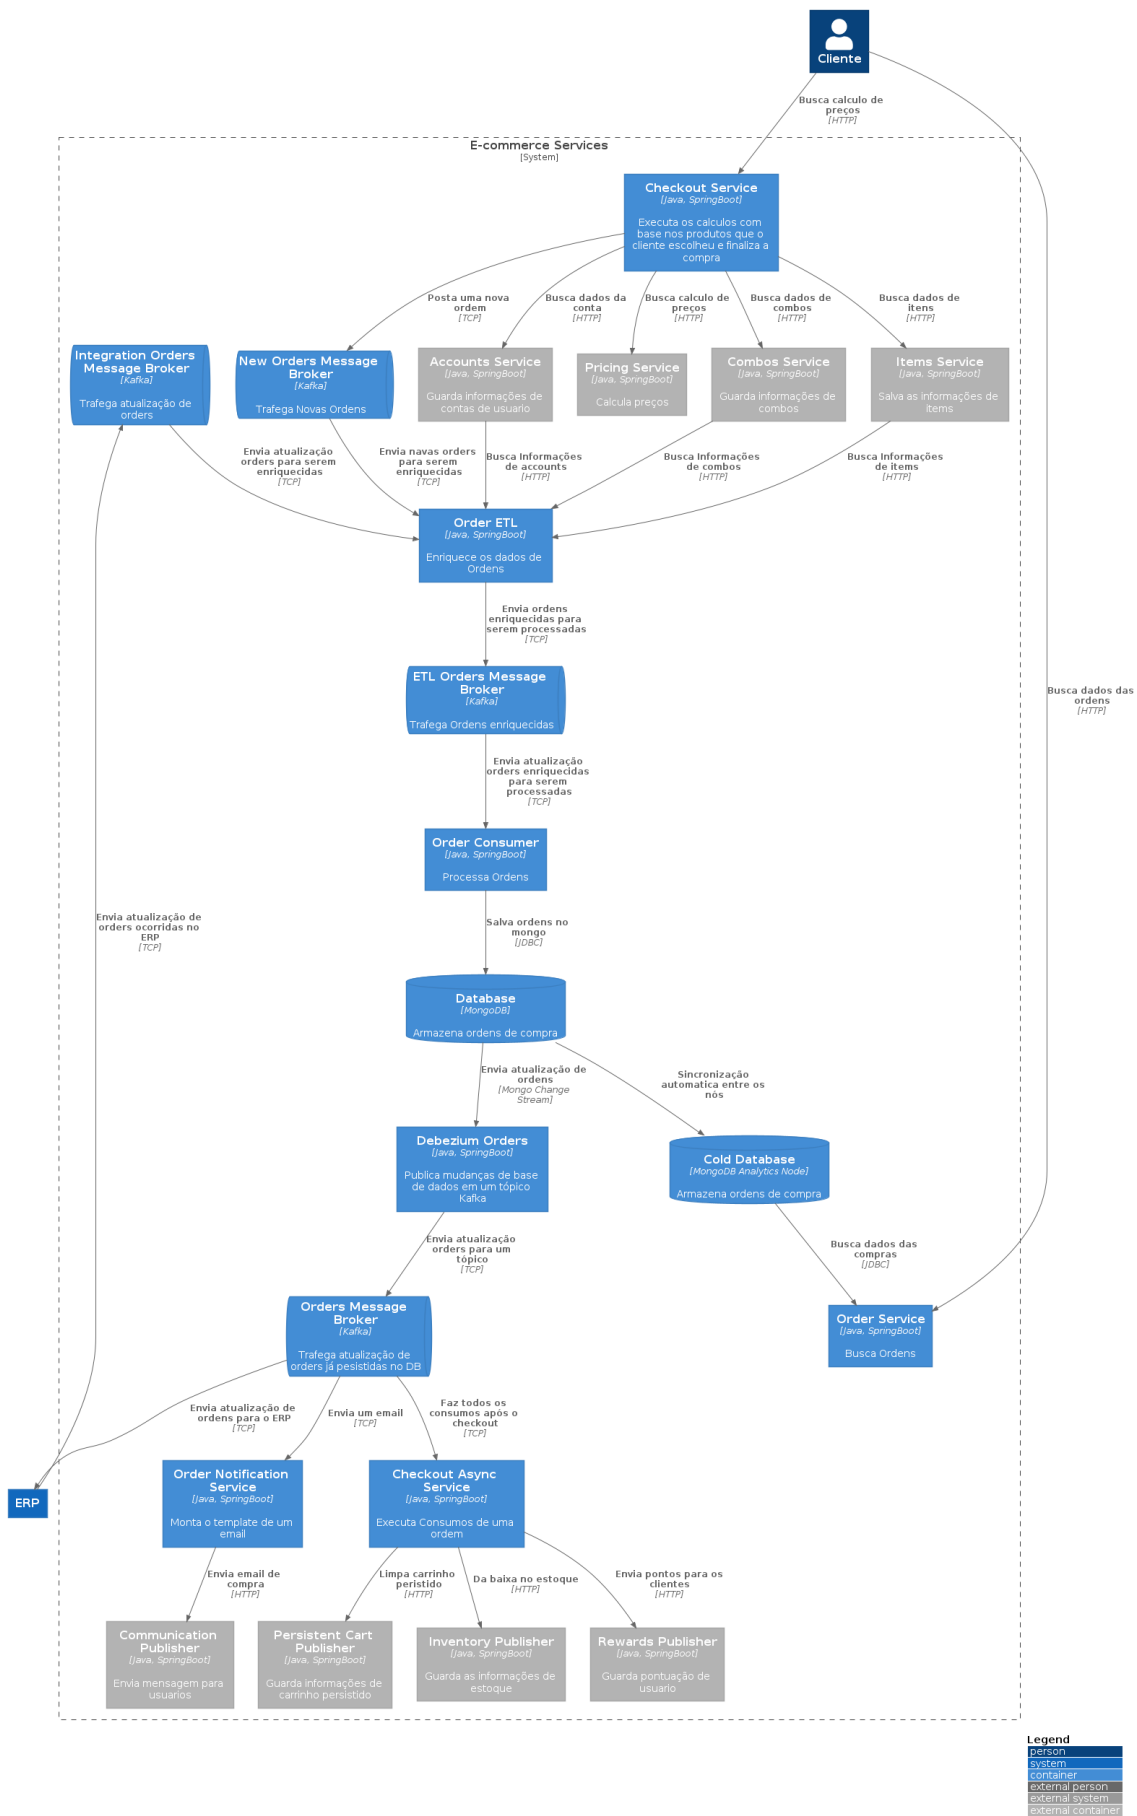 Cliente
Busca calculo de
preços
[HTTP]
E-commerce Services
[System]
Checkout Service
[Java, SpringBoot]
Executa os calculos com
base nos produtos que o
cliente escolheu e finaliza a
compra
Posta uma nova
ordem
[TCP]
Busca dados da
conta
[HTTP]
Busca calculo de
preços
[HTTP]
Busca dados de
combos
[HTTP]
Busca dados de
itens
[HTTP]
Integration Orders
Message Broker
[Kafka]
Trafega atualização de
orders
New Orders Message
Broker
[Kafka]
Trafega Novas Ordens
Accounts Service
[Java, SpringBoot]
Guarda informações de
contas de usuario
Pricing Service
[Java, SpringBoot]
Calcula preços
Combos Service
[Java, SpringBoot]
Guarda informações de
combos
Items Service
[Java, SpringBoot]
Salva as informações de
items
Envia atualização
orders para serem
enriquecidas
[TCP]
Envia navas orders
para serem
enriquecidas
[TCP]
Busca Informações
de accounts
[HTTP]
Busca Informações
de combos
[HTTP]
Busca Informações
de items
[HTTP]
Order ETL
[Java, SpringBoot]
Enriquece os dados de
Ordens
Envia ordens
enriquecidas para
serem processadas
[TCP]
ETL Orders Message
Broker
[Kafka]
Trafega Ordens enriquecidas
Busca dados das
ordens
[HTTP]
Envia atualização
orders enriquecidas
para serem
processadas
[TCP]
Order Consumer
[Java, SpringBoot]
Processa Ordens
Envia atualização de
orders ocorridas no
ERP
[TCP]
Salva ordens no
mongo
[JDBC]
Database
[MongoDB]
Armazena ordens de compra
Envia atualização de
ordens
[Mongo Change
Stream]
Sincronização
automatica entre os
nós
Debezium Orders
[Java, SpringBoot]
Publica mudanças de base
de dados em um tópico
Kafka
Cold Database
[MongoDB Analytics Node]
Armazena ordens de compra
Envia atualização
orders para um
tópico
[TCP]
Busca dados das
compras
[JDBC]
Orders Message
Broker
[Kafka]
Trafega atualização de
orders já pesistidas no DB
Order Service
[Java, SpringBoot]
Busca Ordens
Envia atualização de
ordens para o ERP
[TCP]
Envia um email
[TCP]
Faz todos os
consumos após o
checkout
[TCP]
ERP
Order Notification
Service
[Java, SpringBoot]
Monta o template de um
email
Checkout Async
Service
[Java, SpringBoot]
Executa Consumos de uma
ordem
Envia email de
compra
[HTTP]
Limpa carrinho
peristido
[HTTP]
Da baixa no estoque
[HTTP]
Envia pontos para os
clientes
[HTTP]
Communication
Publisher
[Java, SpringBoot]
Envia mensagem para
usuarios
Persistent Cart
Publisher
[Java, SpringBoot]
Guarda informações de
carrinho persistido
Inventory Publisher
[Java, SpringBoot]
Guarda as informações de
estoque
Rewards Publisher
[Java, SpringBoot]
Guarda pontuação de
usuario
Legend
person
system
container
external person
external system
external container